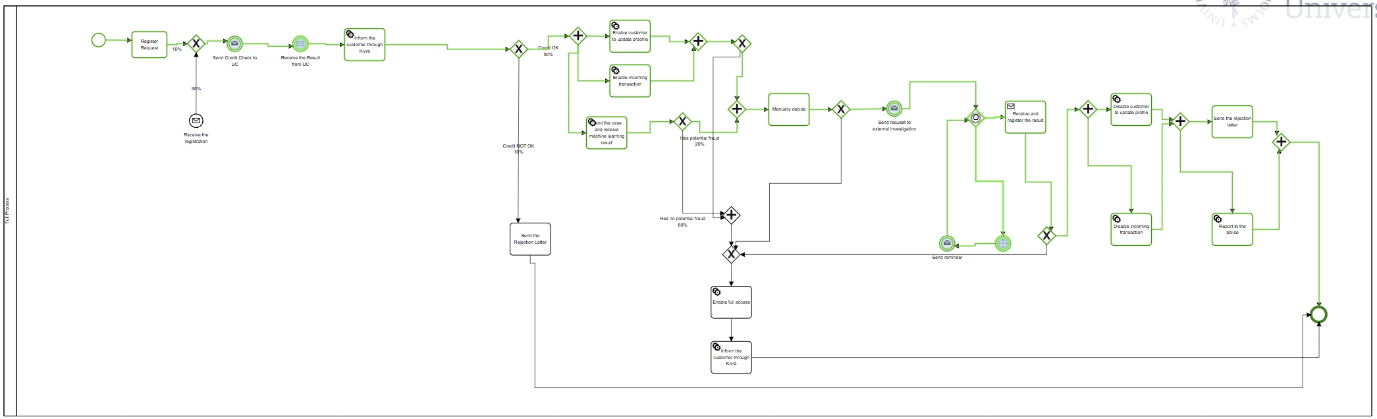 Univers
Register
Request
10%
90%
Receive the
registration
Send Credit Check to
UC
Receive the Result
from UC
Inform the
customer through
Kivra
Credit OK
90%
Credit NOT OK
10%
Send the
Rejection Letter
Enable customer
to update proofile
Enable incoming
transaction
the case
and receive
machine learning
result
Has potential fraud
20%
Has no potential fraud
80%
Manually decide
Send request to
external investigation
Receive and
register the result
Send reminder
Disable customer
to update profile
Disable incoming
transaction
Send the rejection
letter
Report to the
police
Enable full access
Inform the
customer through
Kivra